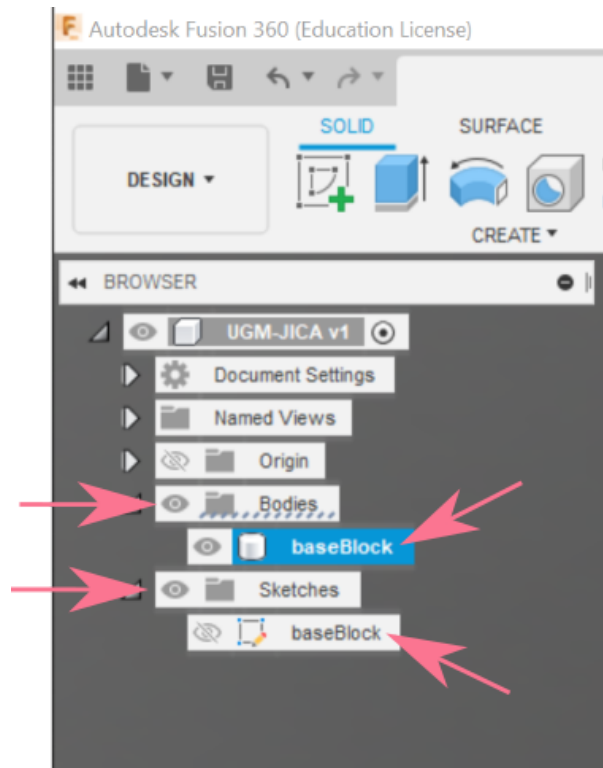 Autodesk Fusion 360 (Education License)
SOLID SURFACE
DESIGN
CREATE
BROWSER
UGM-JICA v1
Document Settings
Named Views
Origin
Bodies
baseBlock
Sketches
baseBlock